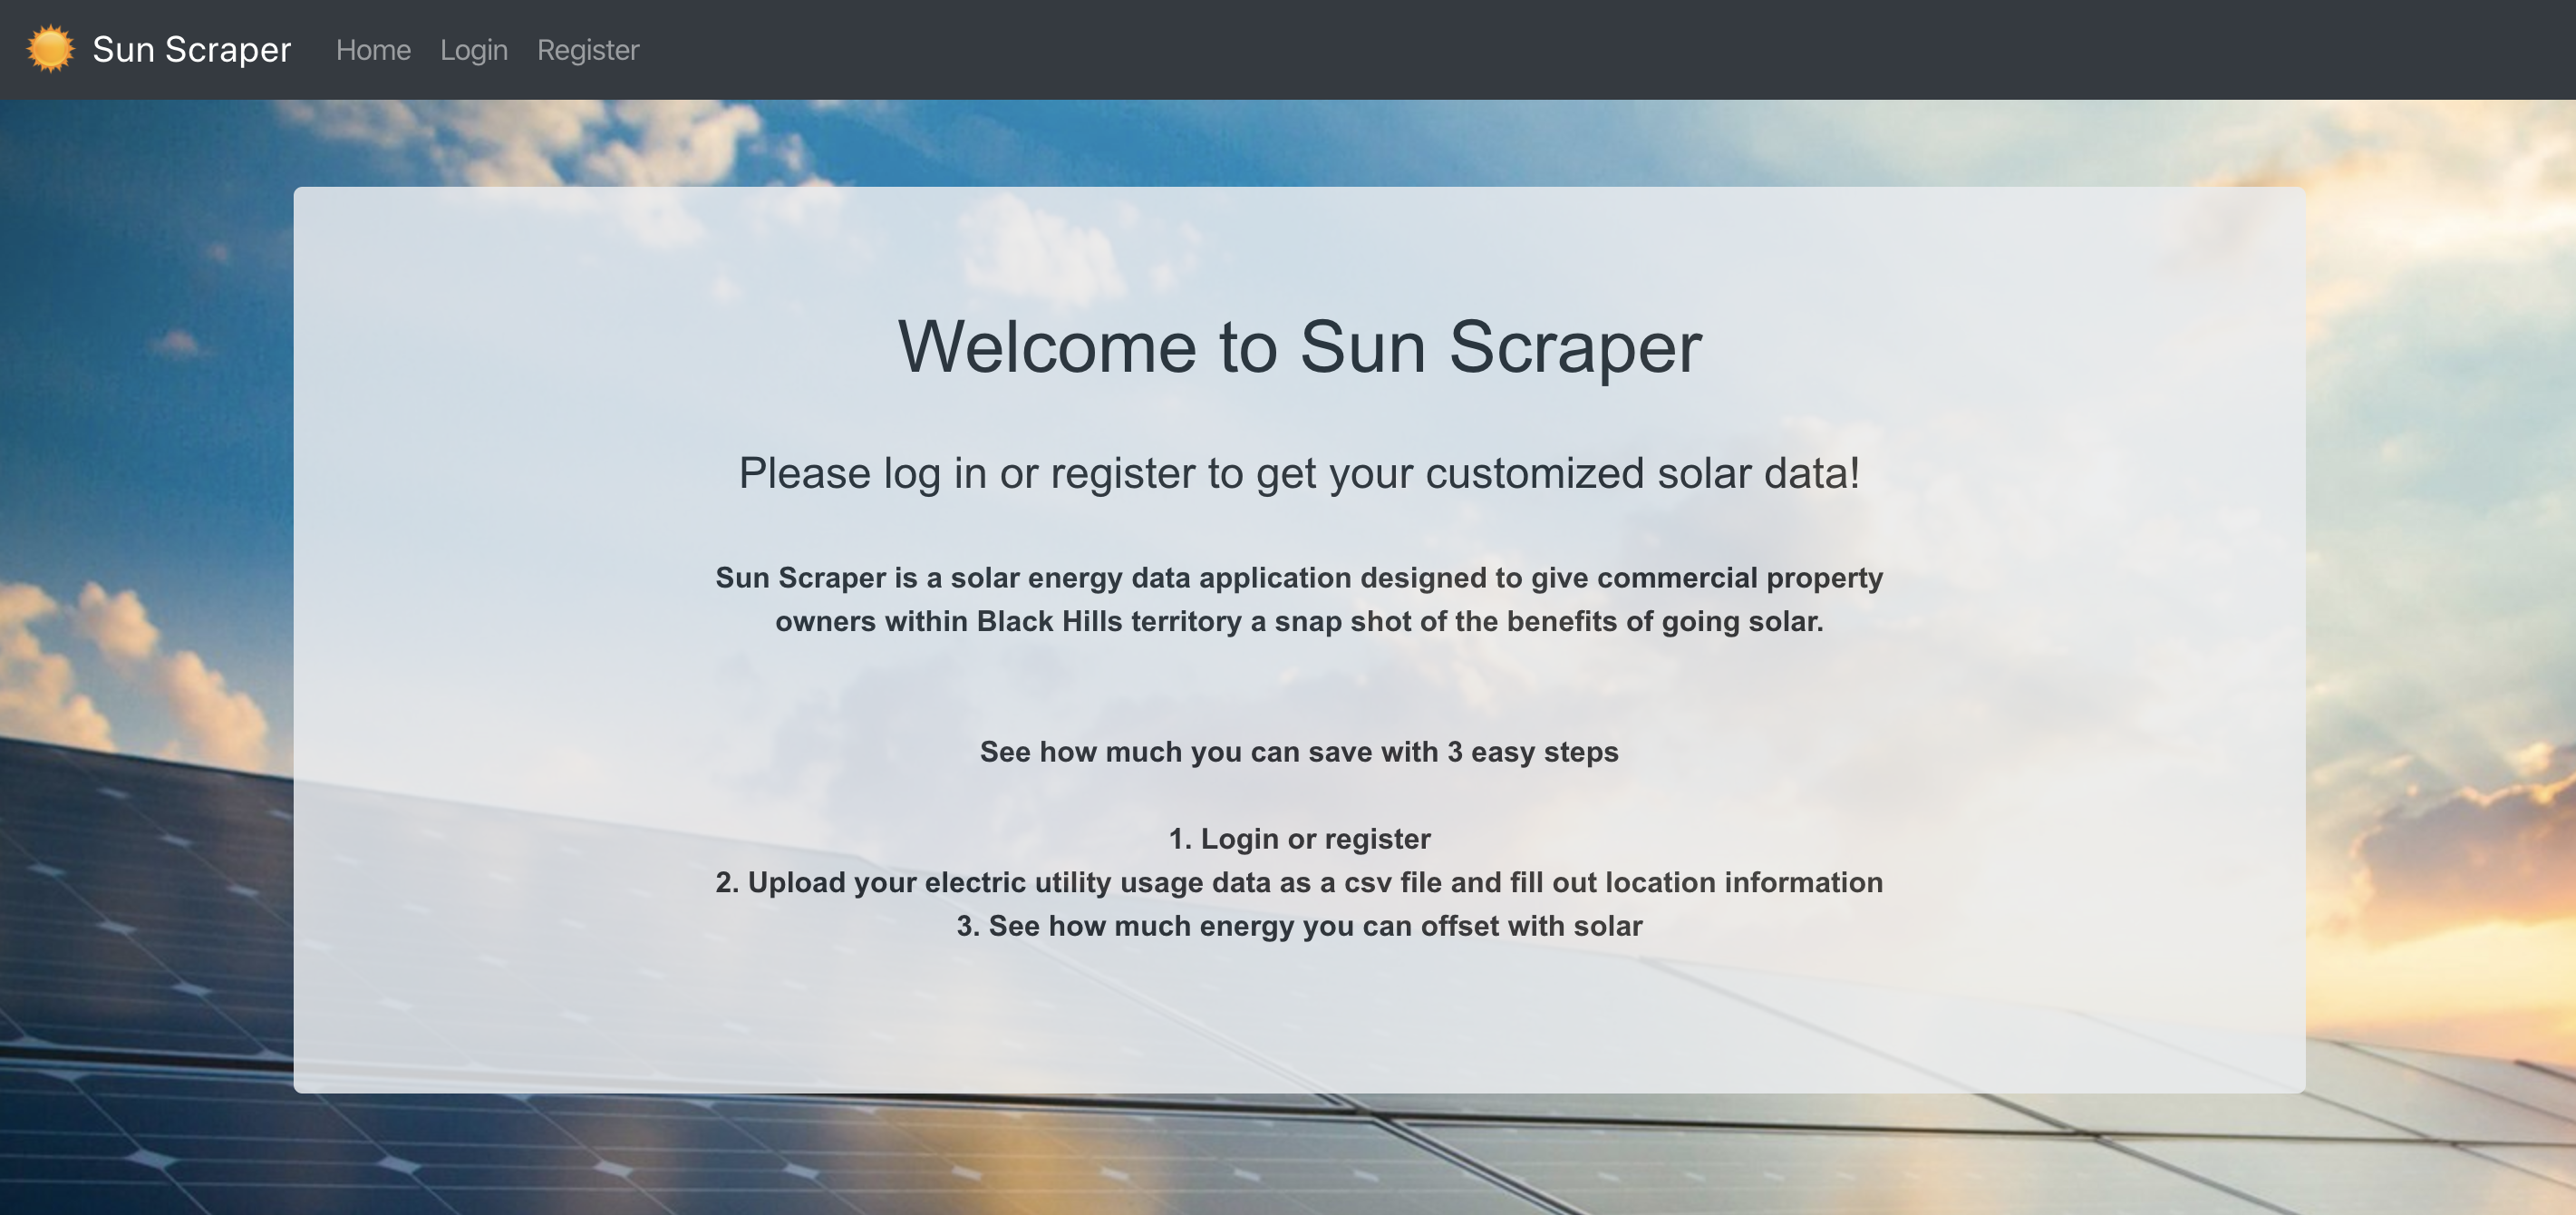 Sun Scraper Home Login Register
Welcome to Sun Scraper
Please log in or register to get your customized solar data!
Sun Scraper is a solar energy data application designed to give commercial property
owners within Black Hills territory a snap shot of the benefits of going solar.
See how much you can save with 3 easy steps
1. Login or register
2. Upload your electric utility usage data as a csv file and fill out location information
3. See how much energy you can offset with solar